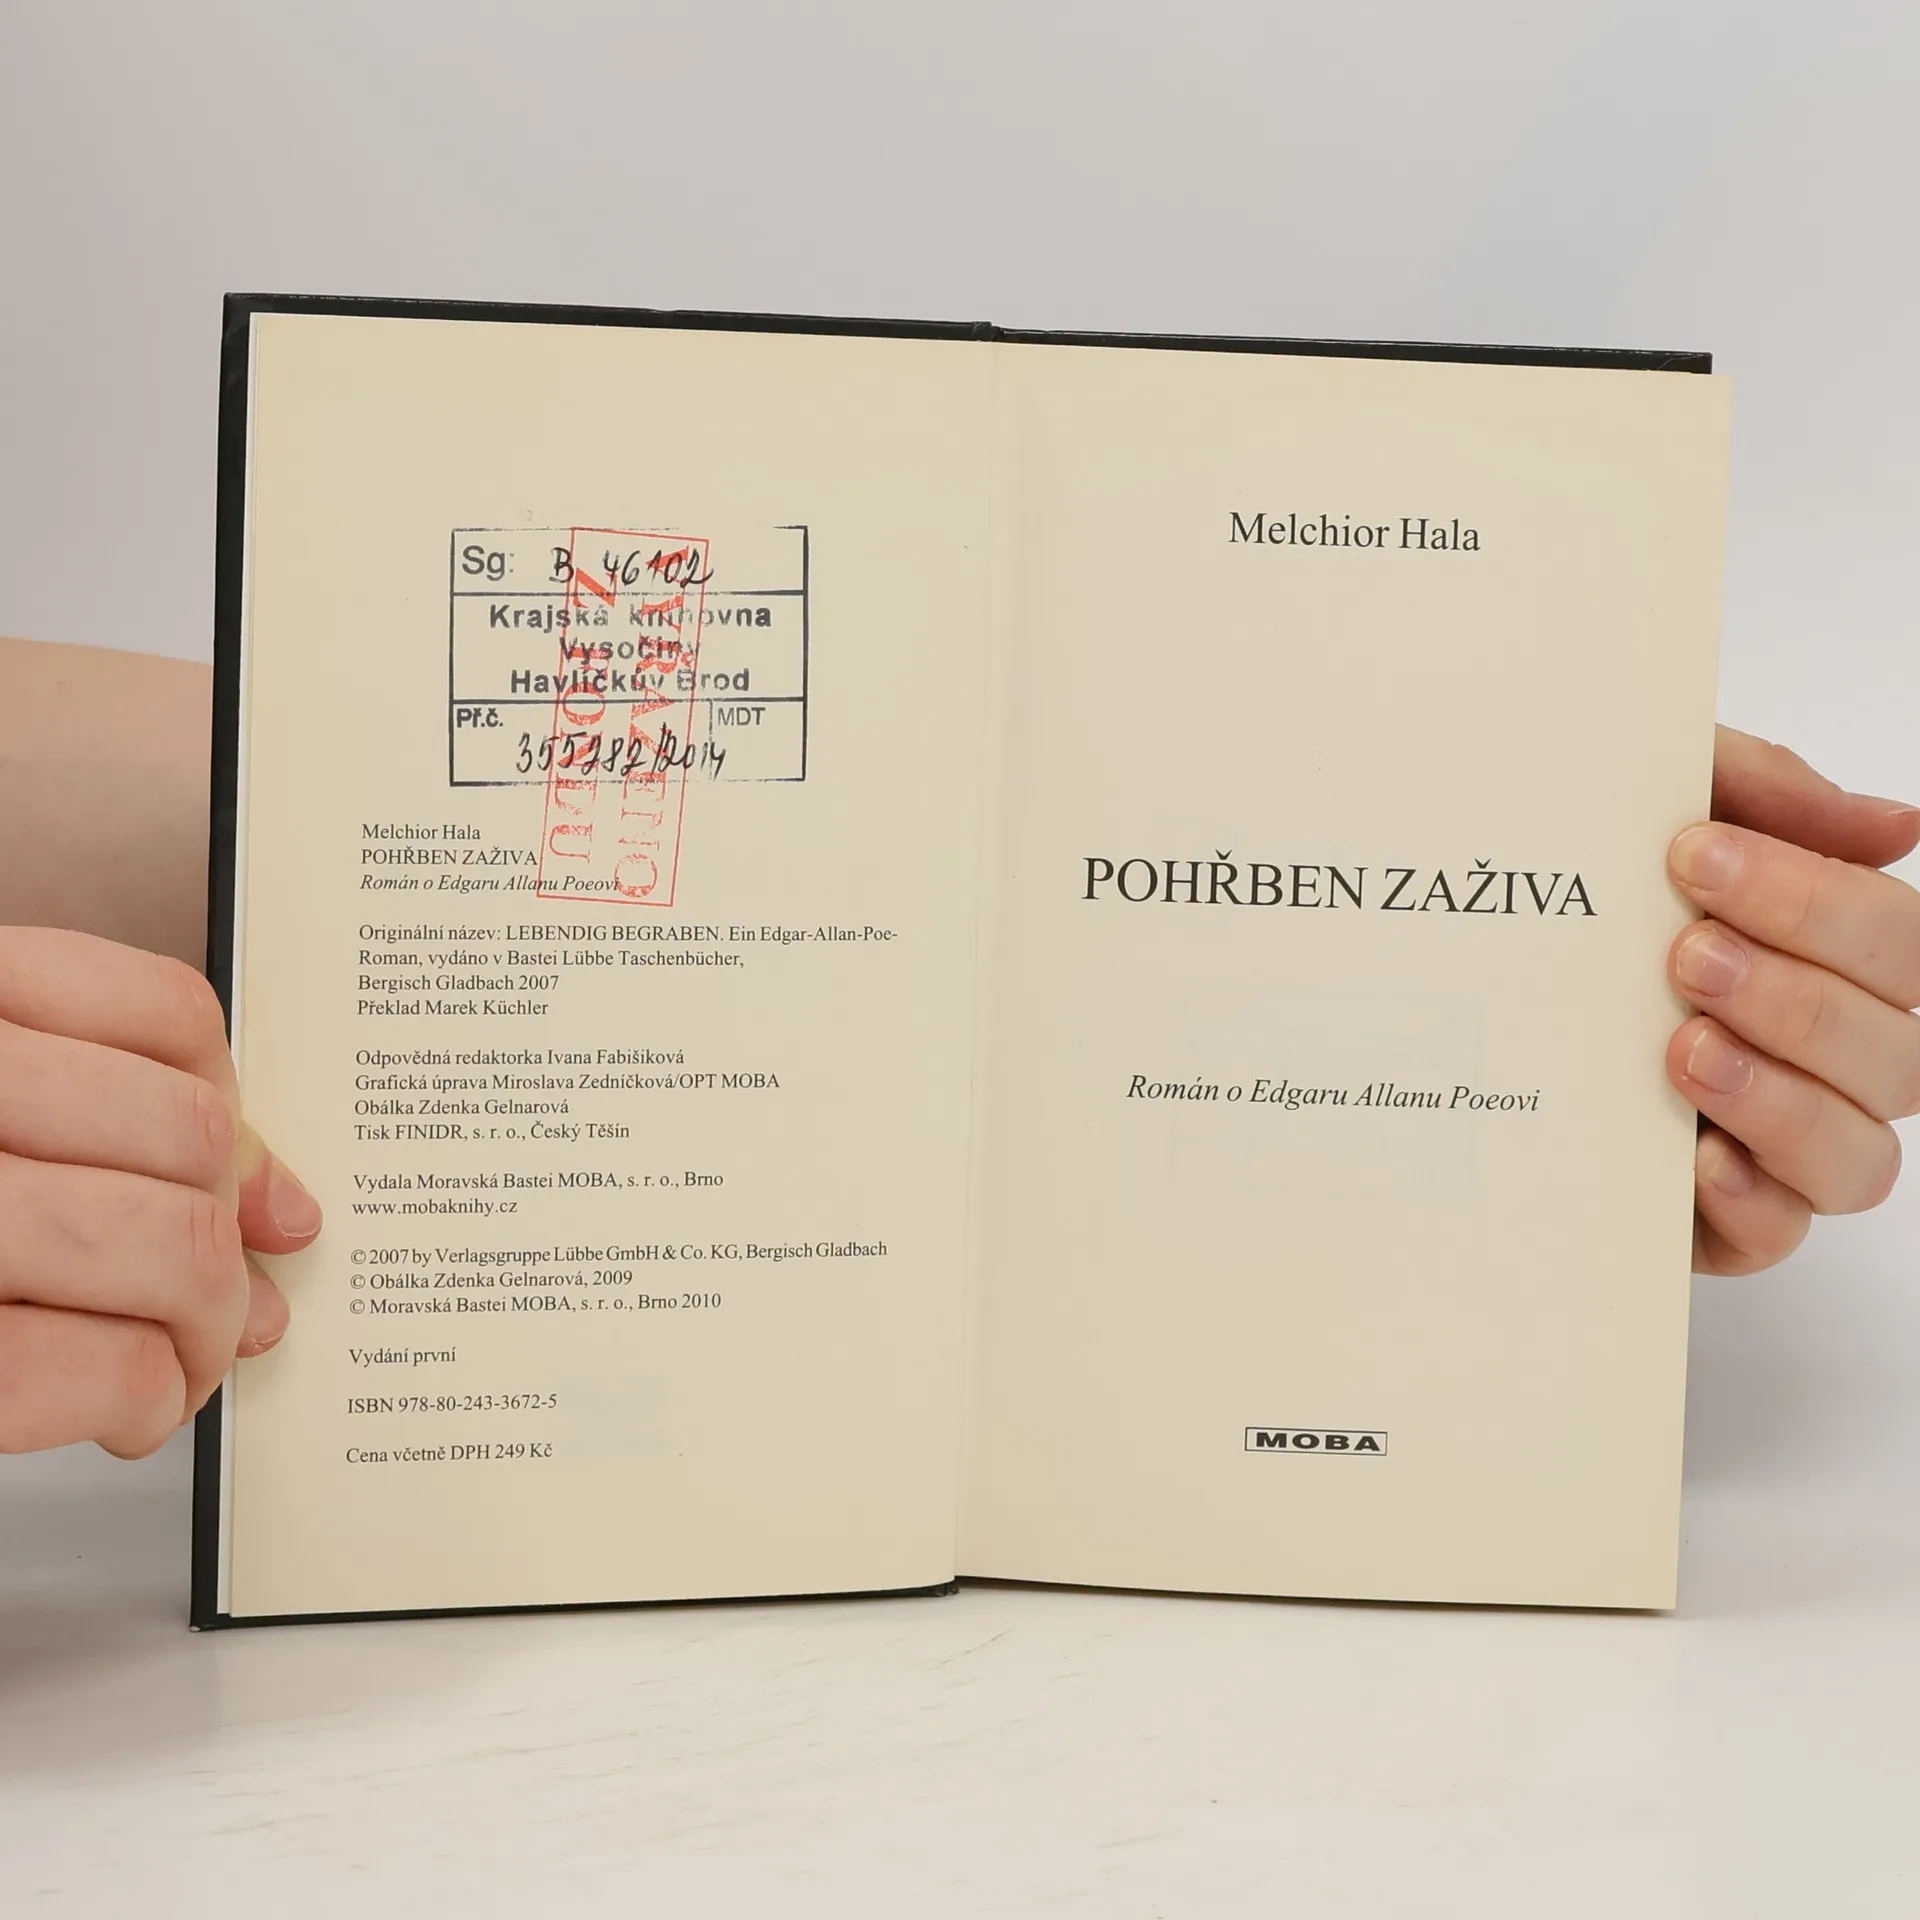 Sg: B 46102
Krajská knihovna
Vysočiny
Havlíčkův Brod
Př.č. MDT
355282/2014
VYŘAZENO
Z FONDU
Melchior Hala
POHŘBEN ZAŽIVA
Román o Edgaru Allanu Poeovi
Originální název: LEBENDIG BEGRABEN. Ein Edgar-Allan-Poe-
Roman, vydáno v Bastei Lübbe Taschenbücher,
Bergisch Gladbach 2007
Překlad Marek Küchler
Odpovědná redaktorka Ivana Fabišiková
Grafická úprava Miroslava Zedníčková/OPT MOBA
Obálka Zdenka Gelnarová
Tisk FINIDR, s. r. o., Český Těšín
Vydala Moravská Bastei MOBA, s. r. o., Brno
www.mobaknihy.cz
© 2007 by Verlagsgruppe Lübbe GmbH & Co. KG, Bergisch Gladbach
© Obálka Zdenka Gelnarová, 2009
© Moravská Bastei MOBA, s. r. o., Brno 2010
Vydání první
ISBN 978-80-243-3672-5
Cena včetně DPH 249 Kč
Melchior Hala
POHŘBEN ZAŽIVA
Román o Edgaru Allanu Poeovi
MOBA